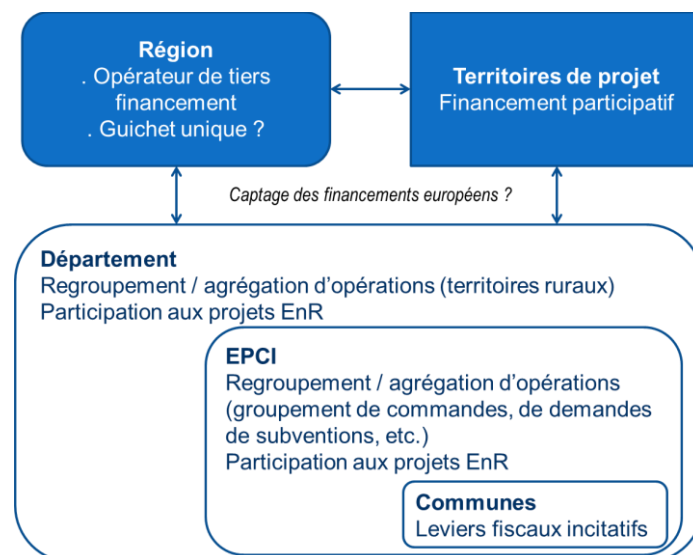 Région
. Opérateur de tiers
financement
. Guichet unique ?
Territoires de projet
Financement participatif
Captage des financements européens ?
Département
Regroupement / agrégation d’opérations (territoires ruraux)
Participation aux projets EnR
EPCI
Regroupement / agrégation d’opérations
(groupement de commandes, de demandes
de subventions, etc.)
Participation aux projets EnR
Communes
Leviers fiscaux incitatifs